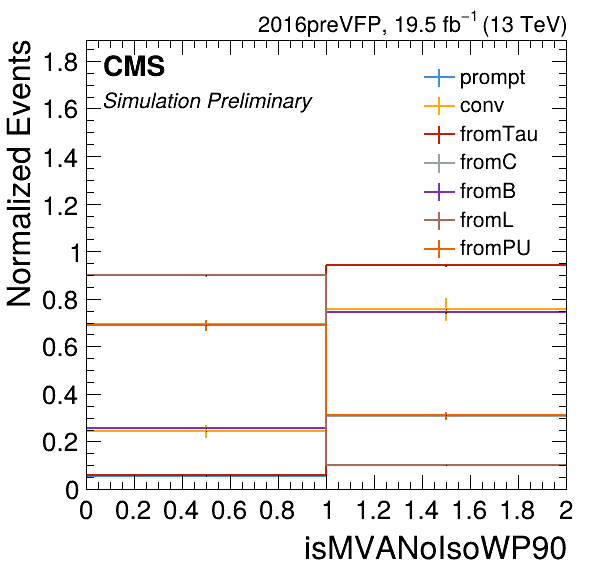 2016preVFP, 19.5 fb⁻¹ (13 TeV)
CMS
Simulation Preliminary
prompt
conv
fromTau
fromC
fromB
fromL
fromPU
Normalized Events
1.8
1.6
1.4
1.2
1
0.8
0.6
0.4
0.2
0
0 0.2 0.4 0.6 0.8 1 1.2 1.4 1.6 1.8 2
isMVANoIsoWP90